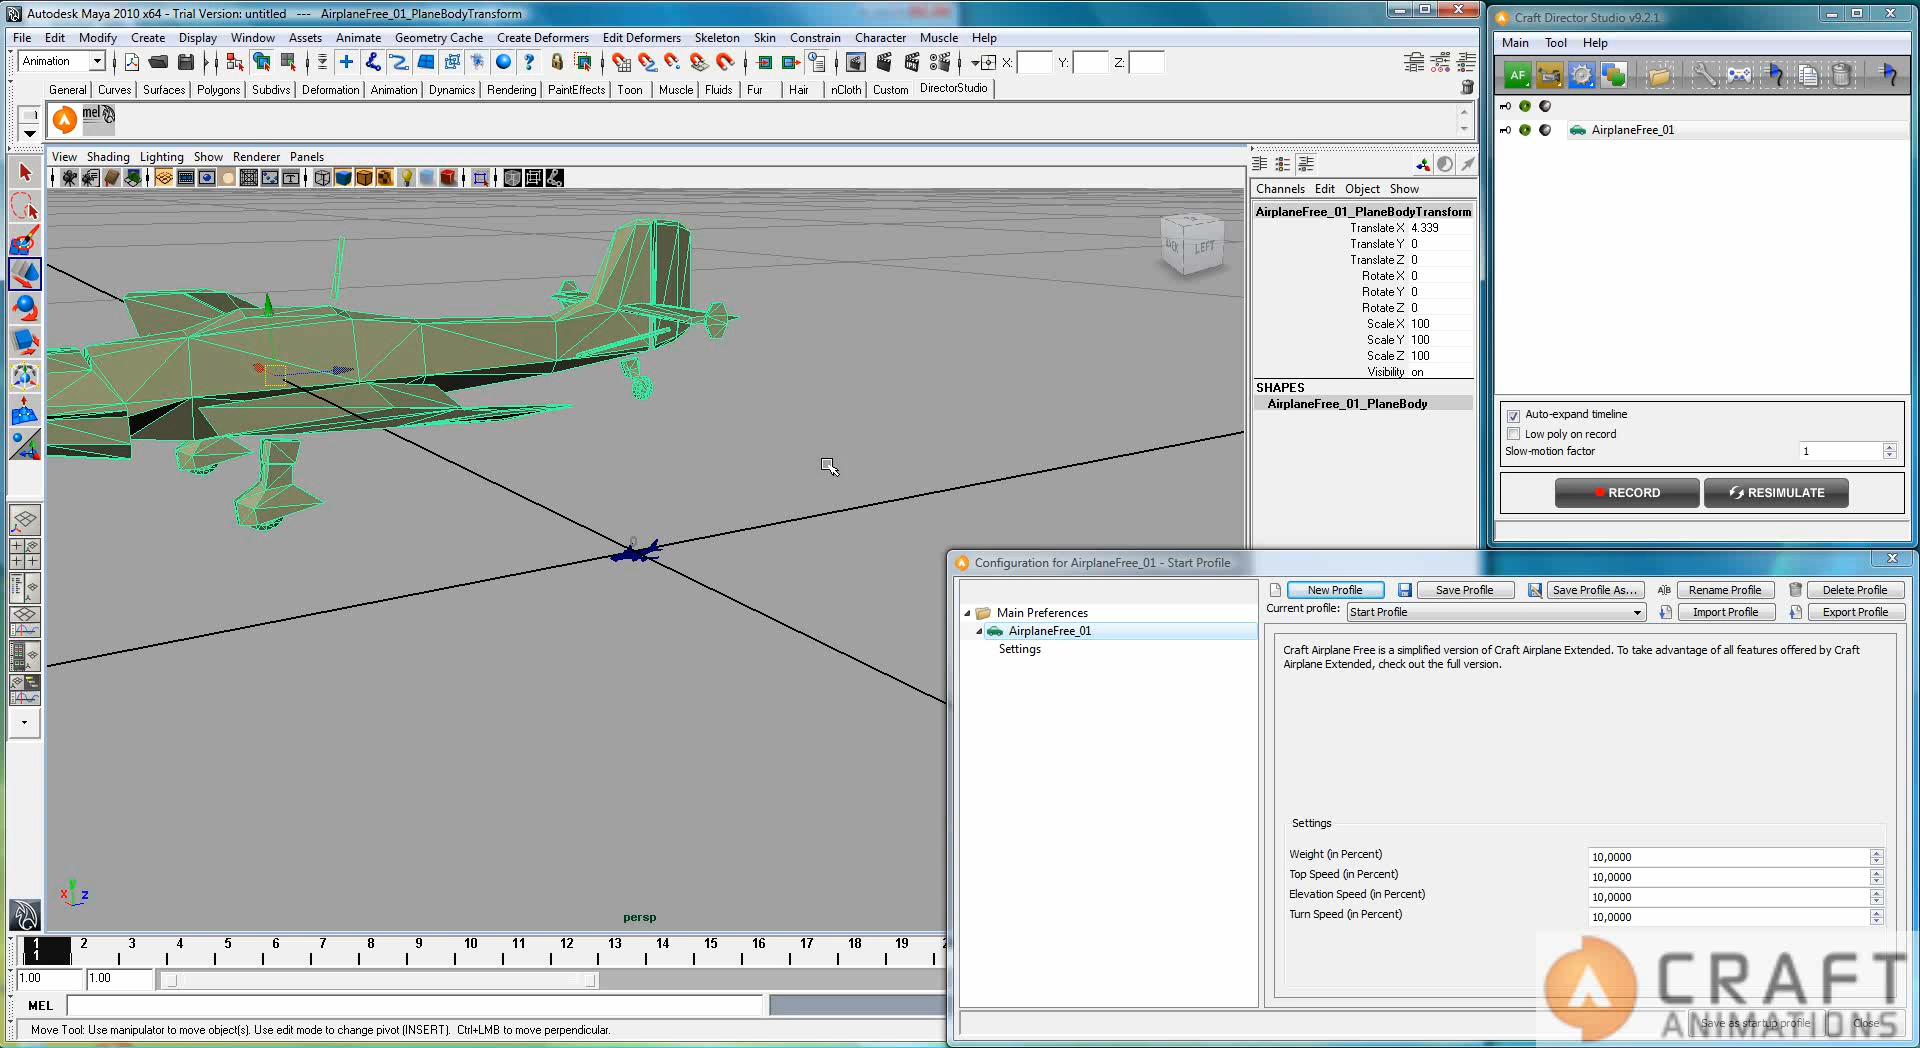 Autodesk Maya 2010 x64 - Trial Version: untitled --- AirplaneFree_01_PlaneBodyTransform
File Edit Modify Create Display Window Assets Animate Geometry Cache Create Deformers Edit Deformers Skeleton Skin Constrain Character Muscle Help
Animation X: Y: Z:
General Curves Surfaces Polygons Subdivs Deformation Animation Dynamics Rendering PaintEffects Toon Muscle Fluids Fur Hair nCloth Custom DirectorStudio
mel
View Shading Lighting Show Renderer Panels
LEFT
persp
x y z
Channels Edit Object Show
AirplaneFree_01_PlaneBodyTransform
Translate X 4.339
Translate Y 0
Translate Z 0
Rotate X 0
Rotate Y 0
Rotate Z 0
Scale X 100
Scale Y 100
Scale Z 100
Visibility on
SHAPES
AirplaneFree_01_PlaneBody
1 2 3 4 5 6 7 8 9 10 11 12 13 14 15 16 17 18 19
1
1.00 1.00
MEL
Move Tool: Use manipulator to move object(s). Use edit mode to change pivot (INSERT). Ctrl+LMB to move perpendicular.
Craft Director Studio v9.2.1
Main Tool Help
AF
AirplaneFree_01
Auto-expand timeline
Low poly on record
Slow-motion factor 1
RECORD RESIMULATE
Configuration for AirplaneFree_01 - Start Profile
Main Preferences
AirplaneFree_01
Settings
New Profile Save Profile Save Profile As... Rename Profile Delete Profile
Current profile: Start Profile Import Profile Export Profile
Craft Airplane Free is a simplified version of Craft Airplane Extended. To take advantage of all features offered by Craft
Airplane Extended, check out the full version.
Settings
Weight (in Percent) 10,0000
Top Speed (in Percent) 10,0000
Elevation Speed (in Percent) 10,0000
Turn Speed (in Percent) 10,0000
Save as startup profile Close
CRAFT
ANIMATIONS